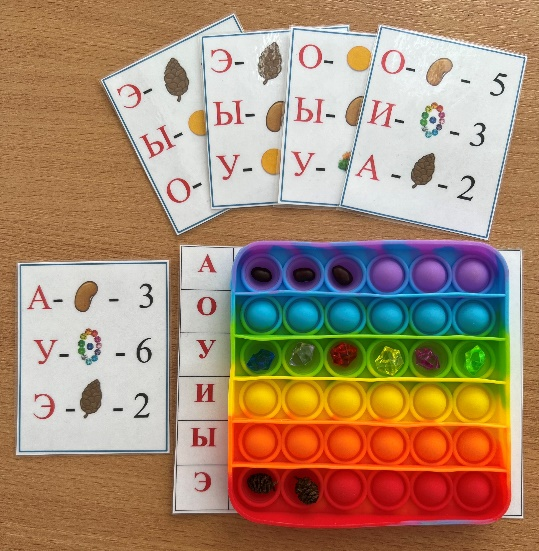 Э-
Ы-
О-
Э-
Ы-
У-
О-
Ы-
У-
О- - 5
И- - 3
А - - 2
А- - 3
У- - 6
Э - - 2
А
О
У
И
Ы
Э